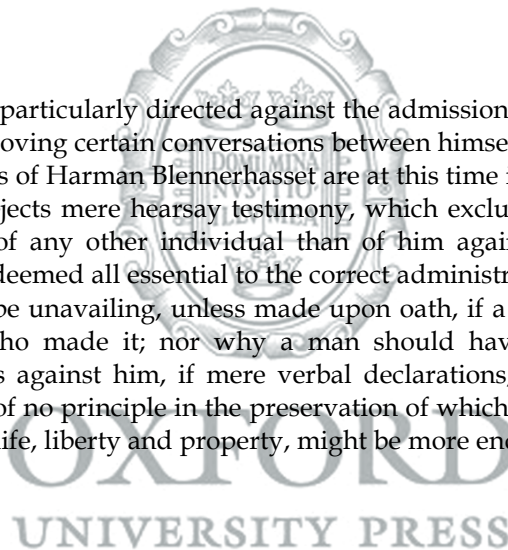 particularly directed against the admission
oving certain conversations between himse
s of Harman Blennerhasset are at this time i
jects mere hearsay testimony, which exclu
of any other individual than of him agai
deemed all essential to the correct administr
be unavailing, unless made upon oath, if a
ho made it; nor why a man should hav
s against him, if mere verbal declarations,
of no principle in the preservation of which
life, liberty and property, might be more en
OXFORD
UNIVERSITY PRESS